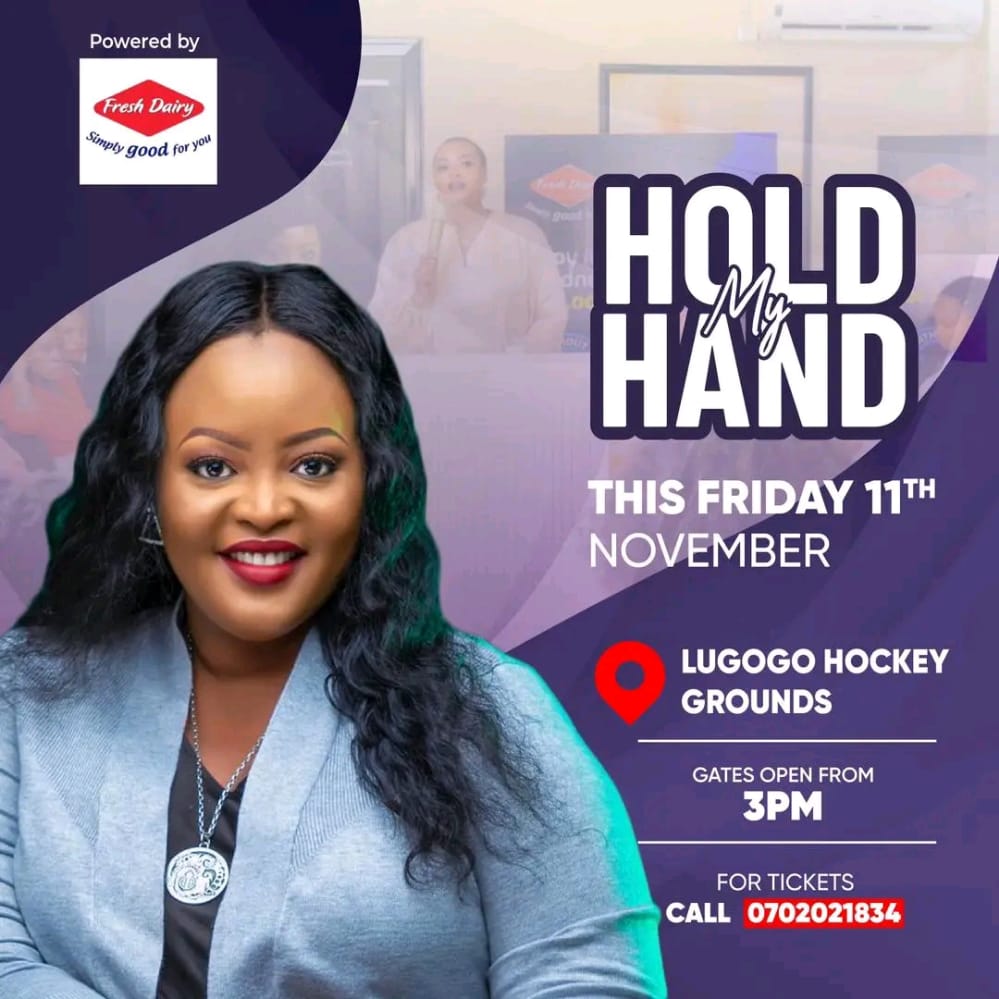 Powered by
Fresh Dairy
Simply good for you
HOLD
My
HAND
THIS FRIDAY 11TH
NOVEMBER
LUGOGO HOCKEY
GROUNDS
GATES OPEN FROM
3PM
FOR TICKETS
CALL 0702021834